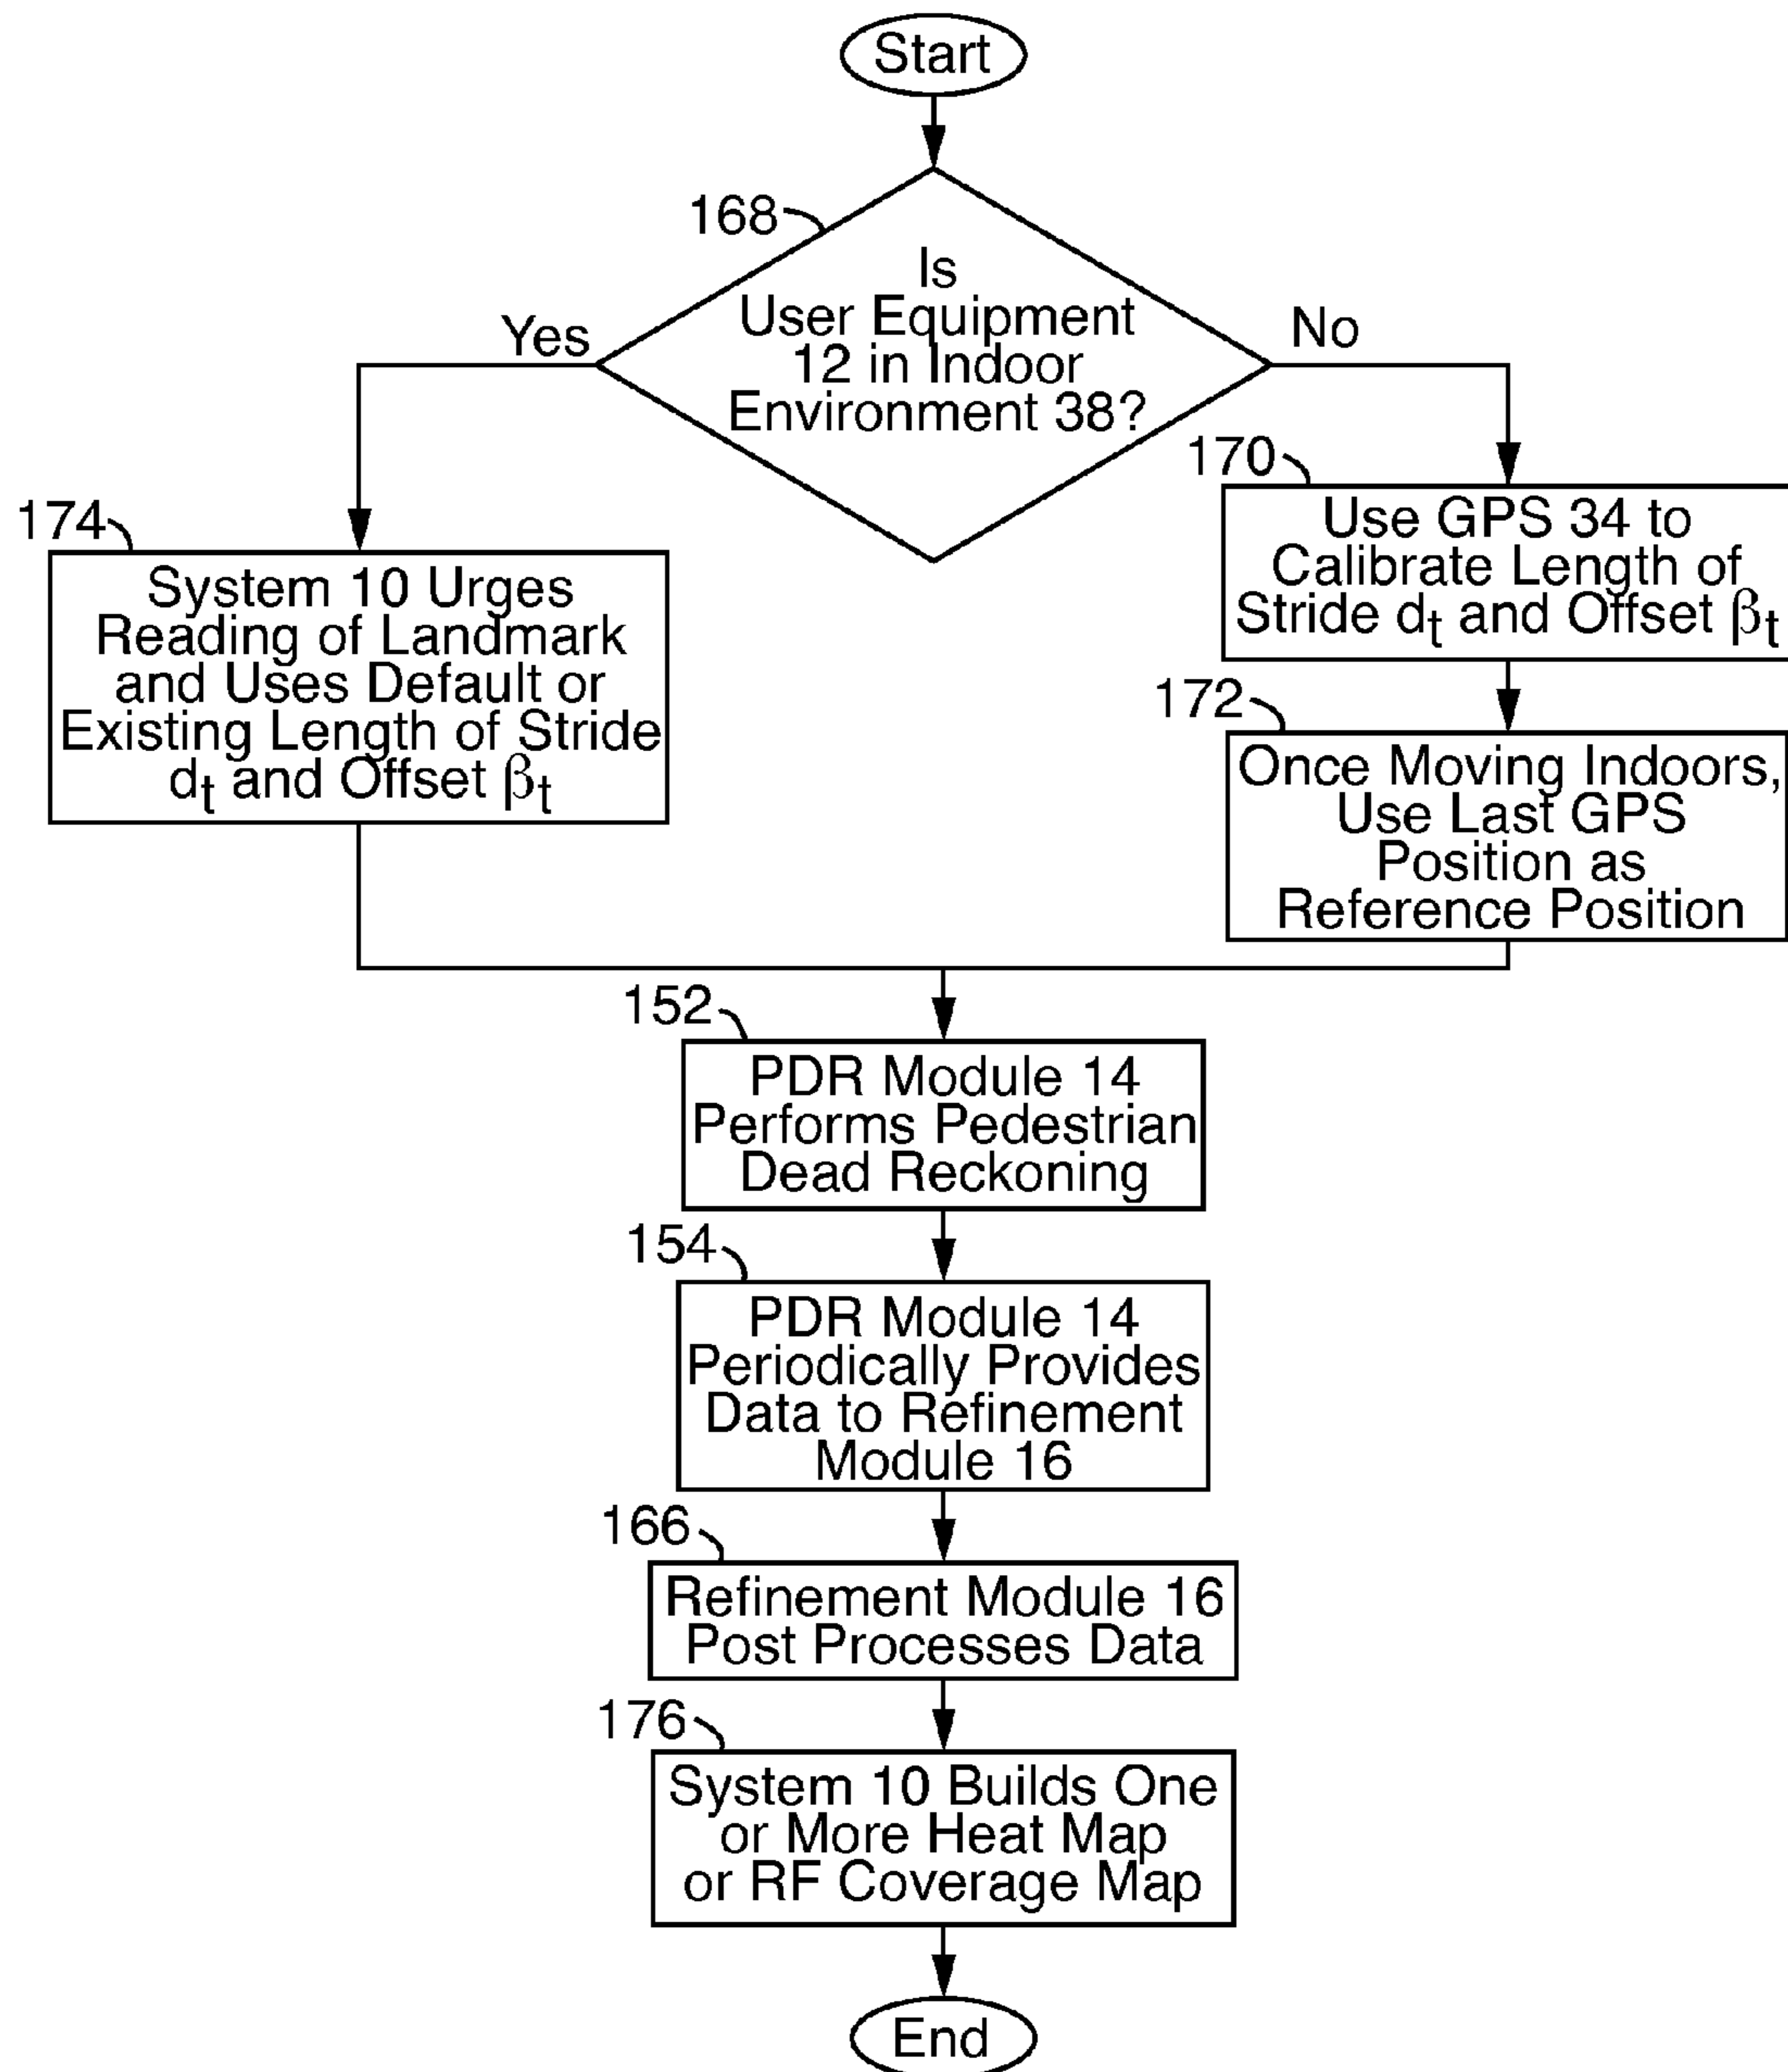 Start
168
Is
User Equipment
12 in Indoor
Environment 38?
Yes
No
174
System 10 Urges
Reading of Landmark
and Uses Default or
Existing Length of Stride
dt and Offset βt
170
Use GPS 34 to
Calibrate Length of
Stride dt and Offset βt
172
Once Moving Indoors,
Use Last GPS
Position as
Reference Position
152
PDR Module 14
Performs Pedestrian
Dead Reckoning
154
PDR Module 14
Periodically Provides
Data to Refinement
Module 16
166
Refinement Module 16
Post Processes Data
176
System 10 Builds One
or More Heat Map
or RF Coverage Map
End